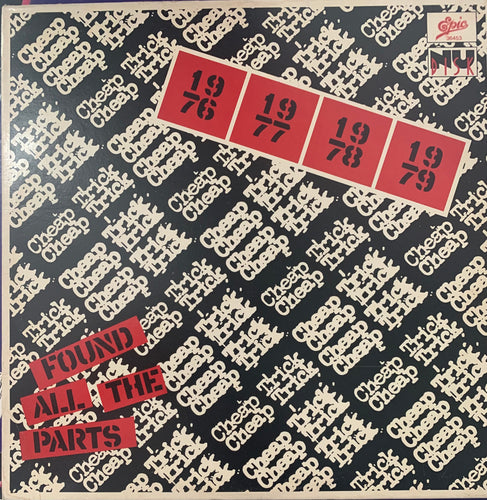 Epic
36453
DISK
19 19 19 19
76 77 78 79
Cheap
Trick
FOUND
ALL THE
PARTS